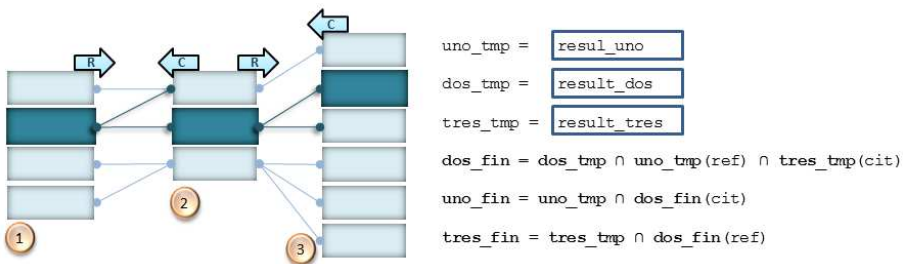 C
R
C
R
1
2
3
uno_tmp = resul_uno
dos_tmp = result_dos
tres_tmp = result_tres
dos_fin = dos_tmp ∩ uno_tmp(ref) ∩ tres_tmp(cit)
uno_fin = uno_tmp ∩ dos_fin(cit)
tres_fin = tres_tmp ∩ dos_fin(ref)